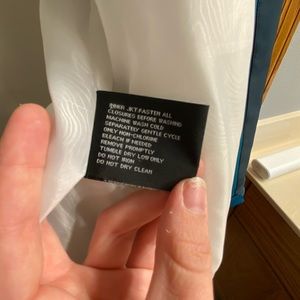 INNER JKT:FASTEN ALL
CLOSURES BEFORE WASHING
MACHINE WASH COLD
SEPARATELY GENTLE CYCLE
ONLY NON-CHLORINE
BLEACH IF NEEDED
REMOVE PROMPTLY
TUMBLE DRY LOW ONLY
DO NOT IRON
DO NOT DRY CLEAN